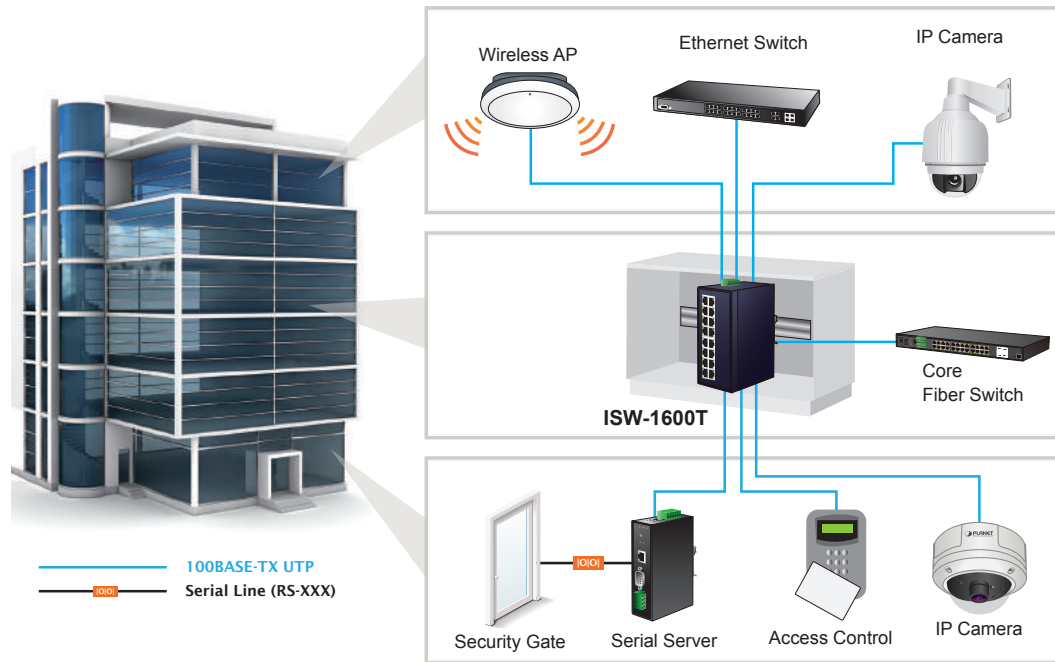 Wireless AP
Ethernet Switch
IP Camera
ISW-1600T
Core
Fiber Switch
100BASE-TX UTP
|O|O|
Serial Line (RS-XXX)
|O|O|
PLANET
Security Gate
Serial Server
Access Control
IP Camera